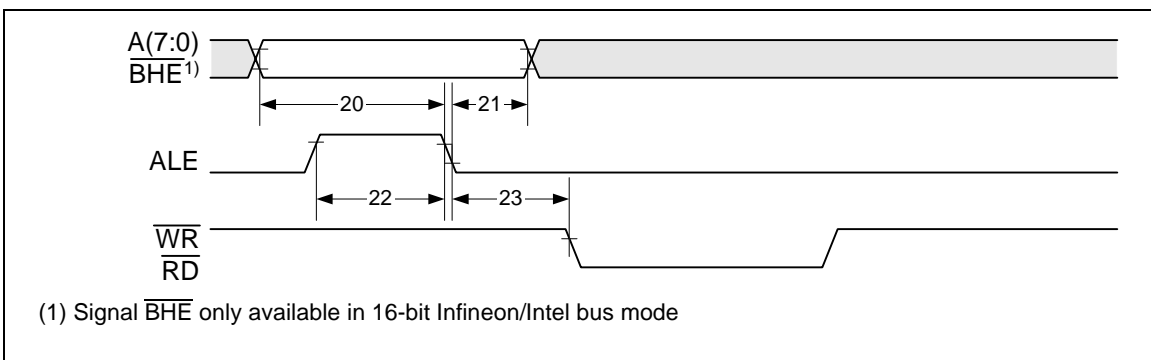 A(7:0)
BHE1)
20
21
ALE
22
23
WR
RD
(1) Signal BHE only available in 16-bit Infineon/Intel bus mode